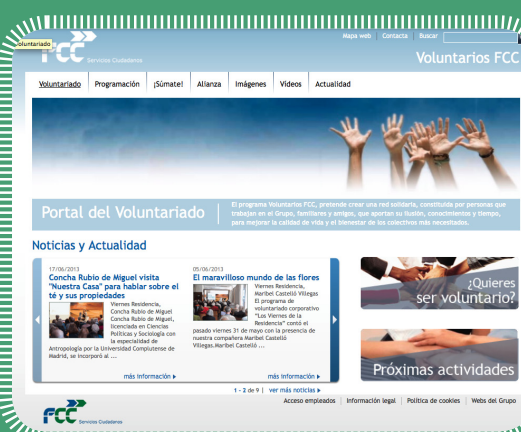 Mapa web | Contacta | Buscar
voluntariado
FCC
Servicios Ciudadanos
Voluntarios FCC
Voluntariado
Programación
¡Súmate!
Alianza
Imágenes
Vídeos
Actualidad
Portal del Voluntariado
El programa Voluntarios FCC, pretende crear una red solidaria, constituida por personas que
trabajan en el Grupo, familiares y amigos, que aportan su ilusión, conocimientos y tiempo,
para mejorar la calidad de vida y el bienestar de los colectivos más necesitados.
Noticias y Actualidad
17/06/2013
Concha Rubio de Miguel visita
"Nuestra Casa" para hablar sobre el
té y sus propiedades
Viernes Residencia,
Concha Rubio de Miguel
Concha Rubio de Miguel,
licenciada en Ciencias
Políticas y Sociología con
la especialidad de
Antropología por la Universidad Complutense de
Madrid, se incorporó al ...
más información
05/06/2013
El maravilloso mundo de las flores
Viernes Residencia,
Maribel Castelló Villegas
El programa de
voluntariado corporativo
"Los Viernes de la
Residencia" contó el
pasado viernes 31 de mayo con la presencia de
nuestra compañera Maribel Castelló
Villegas.Maribel Castelló ...
más información
1 - 2 de 9 | ver más noticias
¿Quieres
ser voluntario?
Próximas actividades
FCC
Servicios Ciudadanos
Acceso empleados | Información legal | Política de cookies | Webs del Grupo